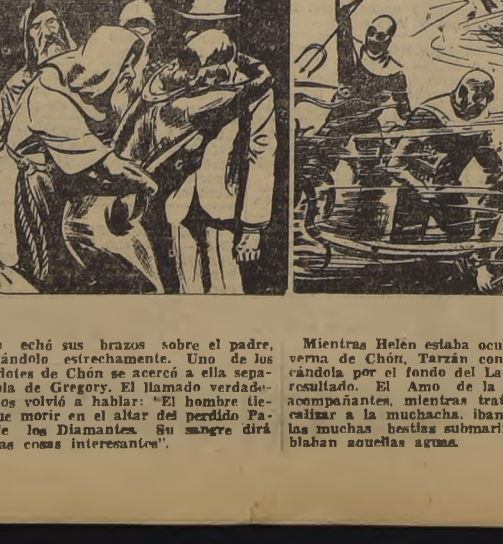 echó sus brazos sobre el padre,
ándolo estrechamente. Uno de los
dotes de Chón se acercó a ella sepa-
ola de Gregory. El llamado verdade-
os volvió a hablar: "El hombre tie-
ue morir en el altar del perdido Pa-
e los Diamantes. Su sangre dirá
as cosas interesantes".
Mientras Helén estaba ocu
verna de Chón, Tarzán con
cándola por el fondo del La
resultado. El Amo de la
acompañantes, mientras trat
calizar a la muchacha, iban
las muchas bestias submari
blaban aquellas aguas.